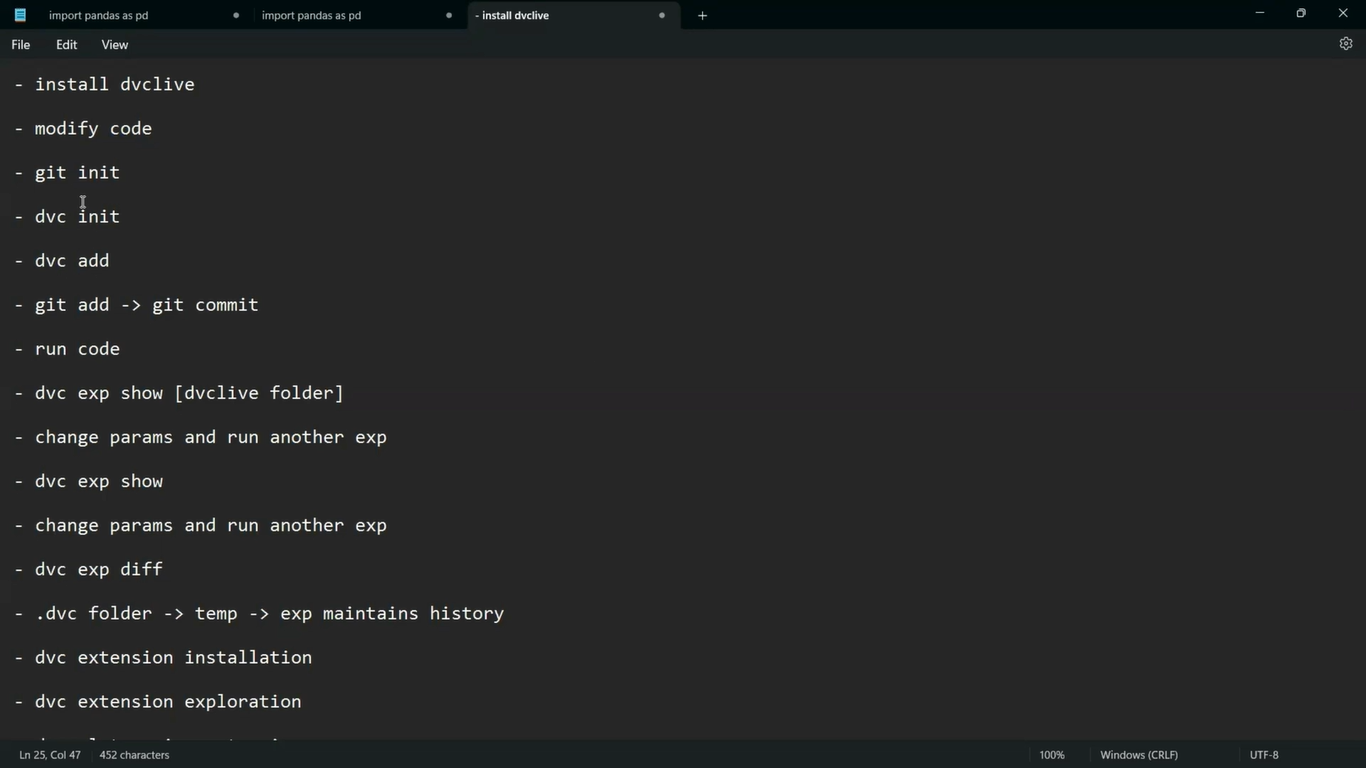 import pandas as pd
import pandas as pd
- install dvclive
File Edit View
- install dvclive
- modify code
- git init
- dvc init
- dvc add
- git add -> git commit
- run code
- dvc exp show [dvclive folder]
- change params and run another exp
- dvc exp show
- change params and run another exp
- dvc exp diff
- .dvc folder -> temp -> exp maintains history
- dvc extension installation
- dvc extension exploration
Ln 25, Col 47 452 characters 100% Windows (CRLF) UTF-8